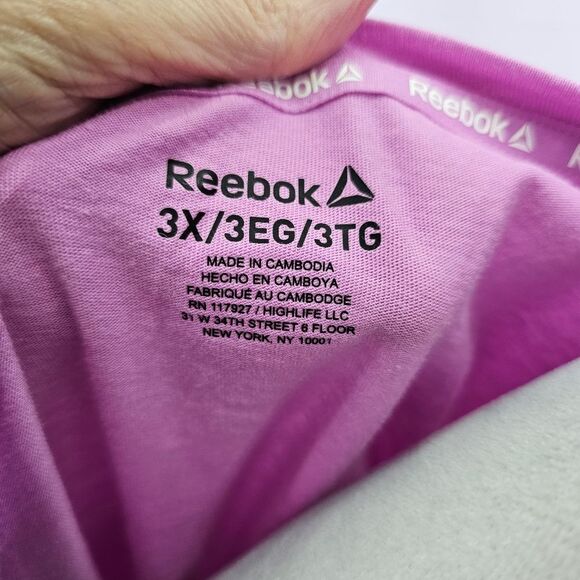 Reebok
Reebok
R
Reebok
3X/3EG/3TG
MADE IN CAMBODIA
HECHO EN CAMBOYA
FABRIQUÉ AU CAMBODGE
RN 117927 / HIGHLIFE LLC
31 W 34TH STREET 6 FLOOR
NEW YORK, NY 10001